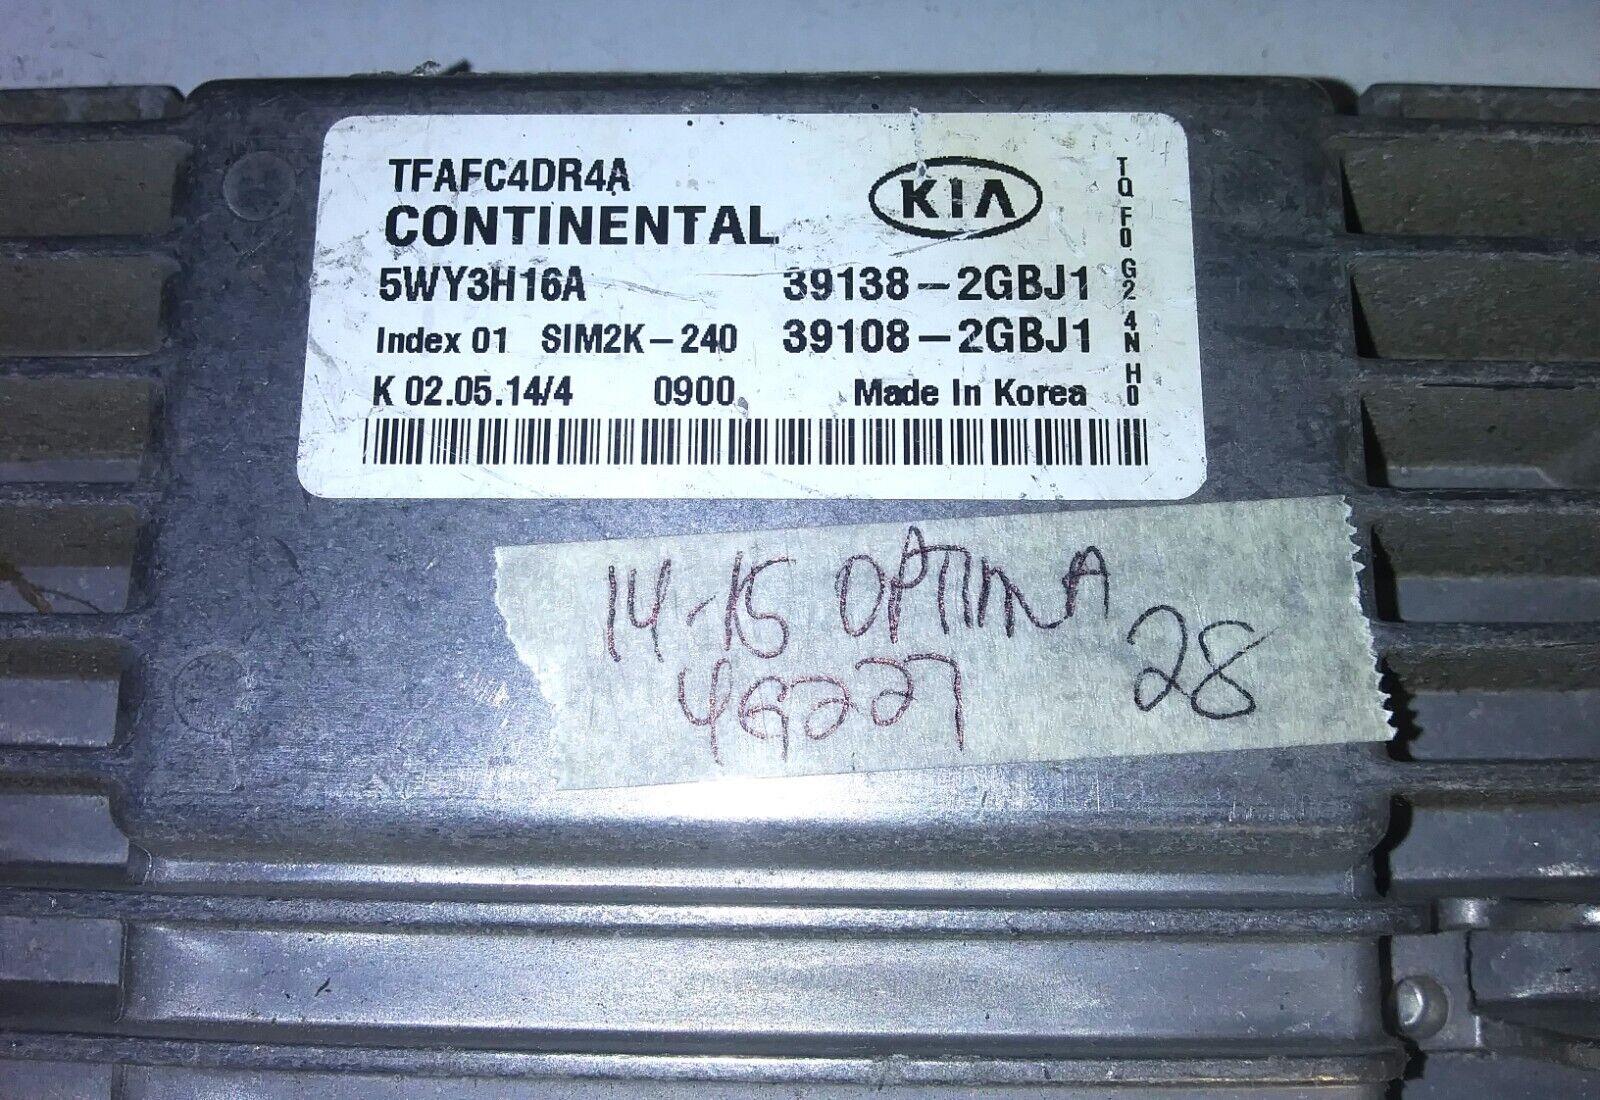 TFAFC4DR4A
CONTINENTAL
KIA
5WY3H16A 39138-2GBJ1
Index 01 SIM2K-240 39108-2GBJ1
K 02.05.14/4 0900 Made In Korea
TQ F0 G2 4N H0
14-15 OPTIMA
4G227 28